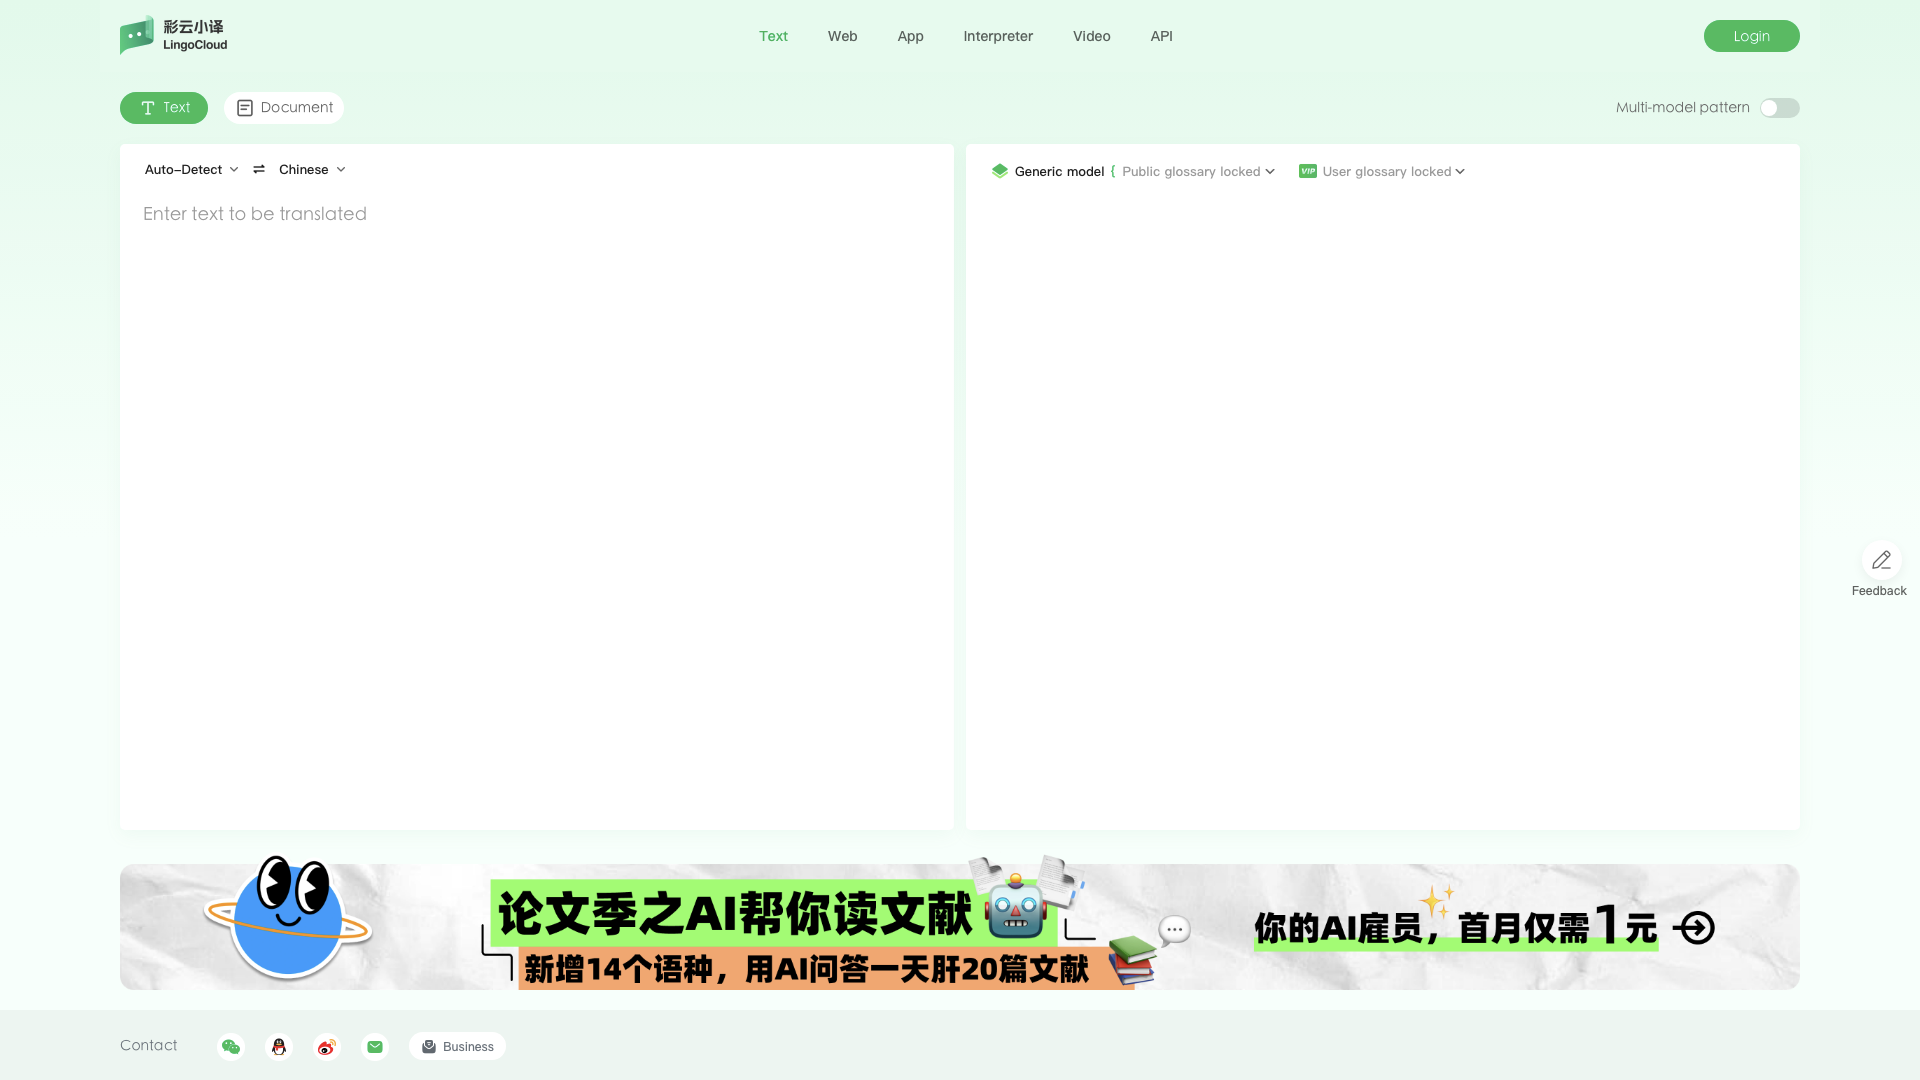 彩云小译
LingoCloud
Text
Web
App
Interpreter
Video
API
Login
Text
Document
Multi-model pattern
Auto-Detect
Chinese
Enter text to be translated
Generic model
Public glossary locked
VIP
User glossary locked
Feedback
论文季之AI帮你读文献
新增14个语种，用AI问答一天肝20篇文献
你的AI雇员，首月仅需1元
Contact
Business